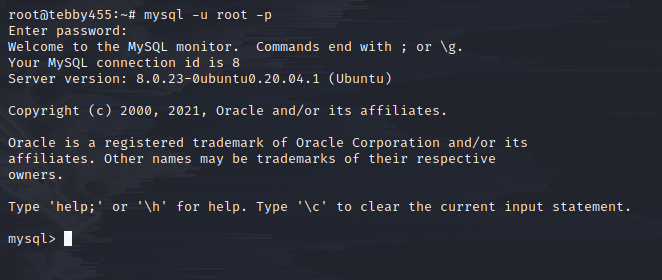 root@tebby455:~# mysql -u root -p
Enter password:
Welcome to the MySQL monitor.  Commands end with ; or \g.
Your MySQL connection id is 8
Server version: 8.0.23-0ubuntu0.20.04.1 (Ubuntu)
Copyright (c) 2000, 2021, Oracle and/or its affiliates.
Oracle is a registered trademark of Oracle Corporation and/or its
affiliates. Other names may be trademarks of their respective
owners.
Type 'help;' or '\h' for help. Type '\c' to clear the current input statement.
mysql>